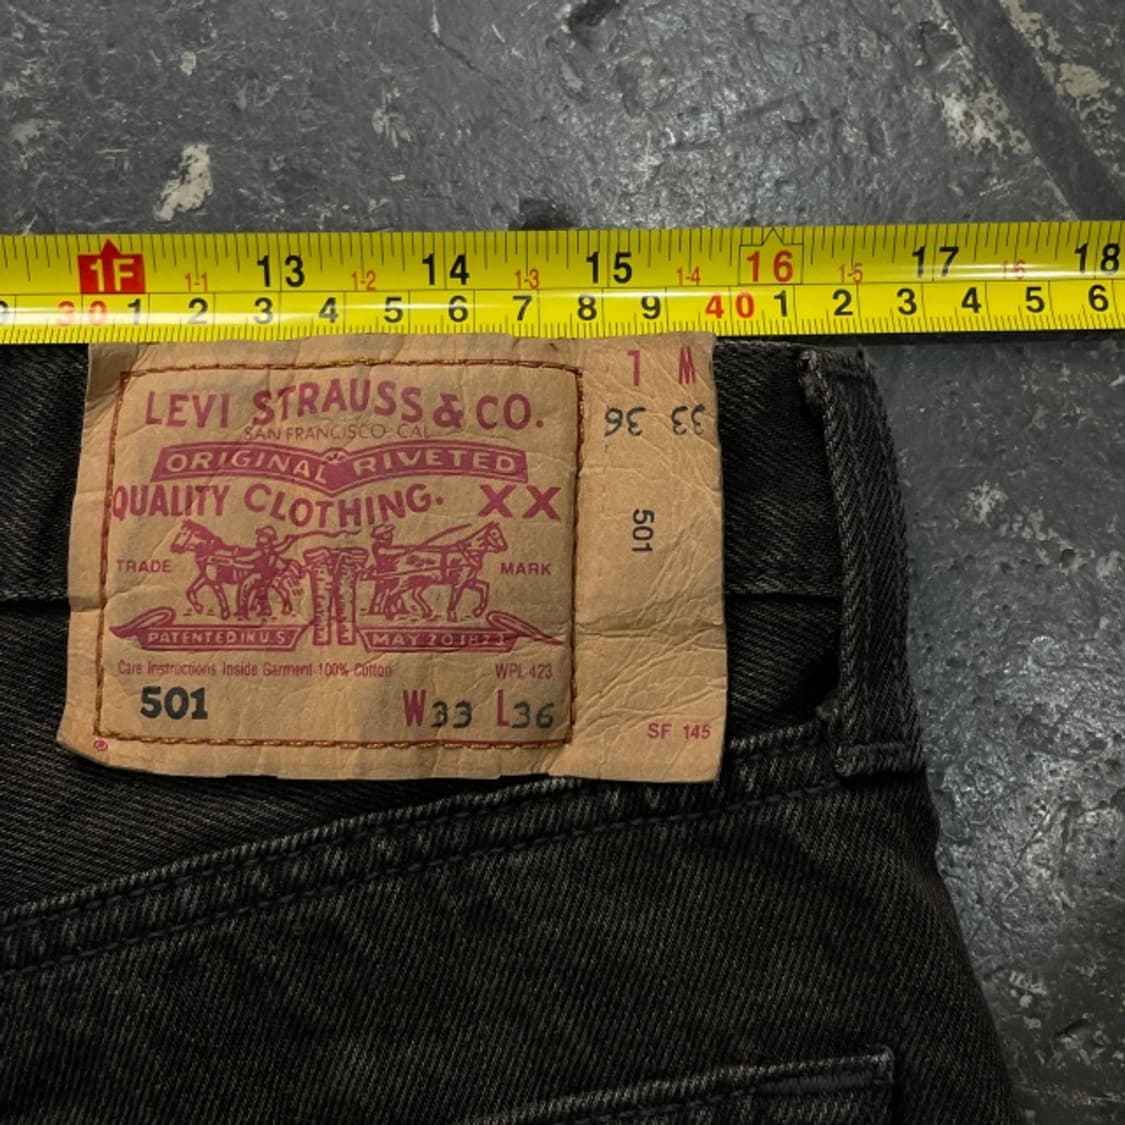 1F 1-1 13 1-2 14 1-3 15 1-4 16 1-5 17 1-6 18
30 1 2 3 4 5 6 7 8 9 40 1 2 3 4 5 6
LEVI STRAUSS & CO.
SAN FRANCISCO CAL
ORIGINAL RIVETED
QUALITY CLOTHING. XX
TRADE MARK
PATENTED IN U.S MAY 20 1873
Care Instructions Inside Garment 100% Cotton WPL 423
501 W33 L36
®
L W
36 33
501
SF 145